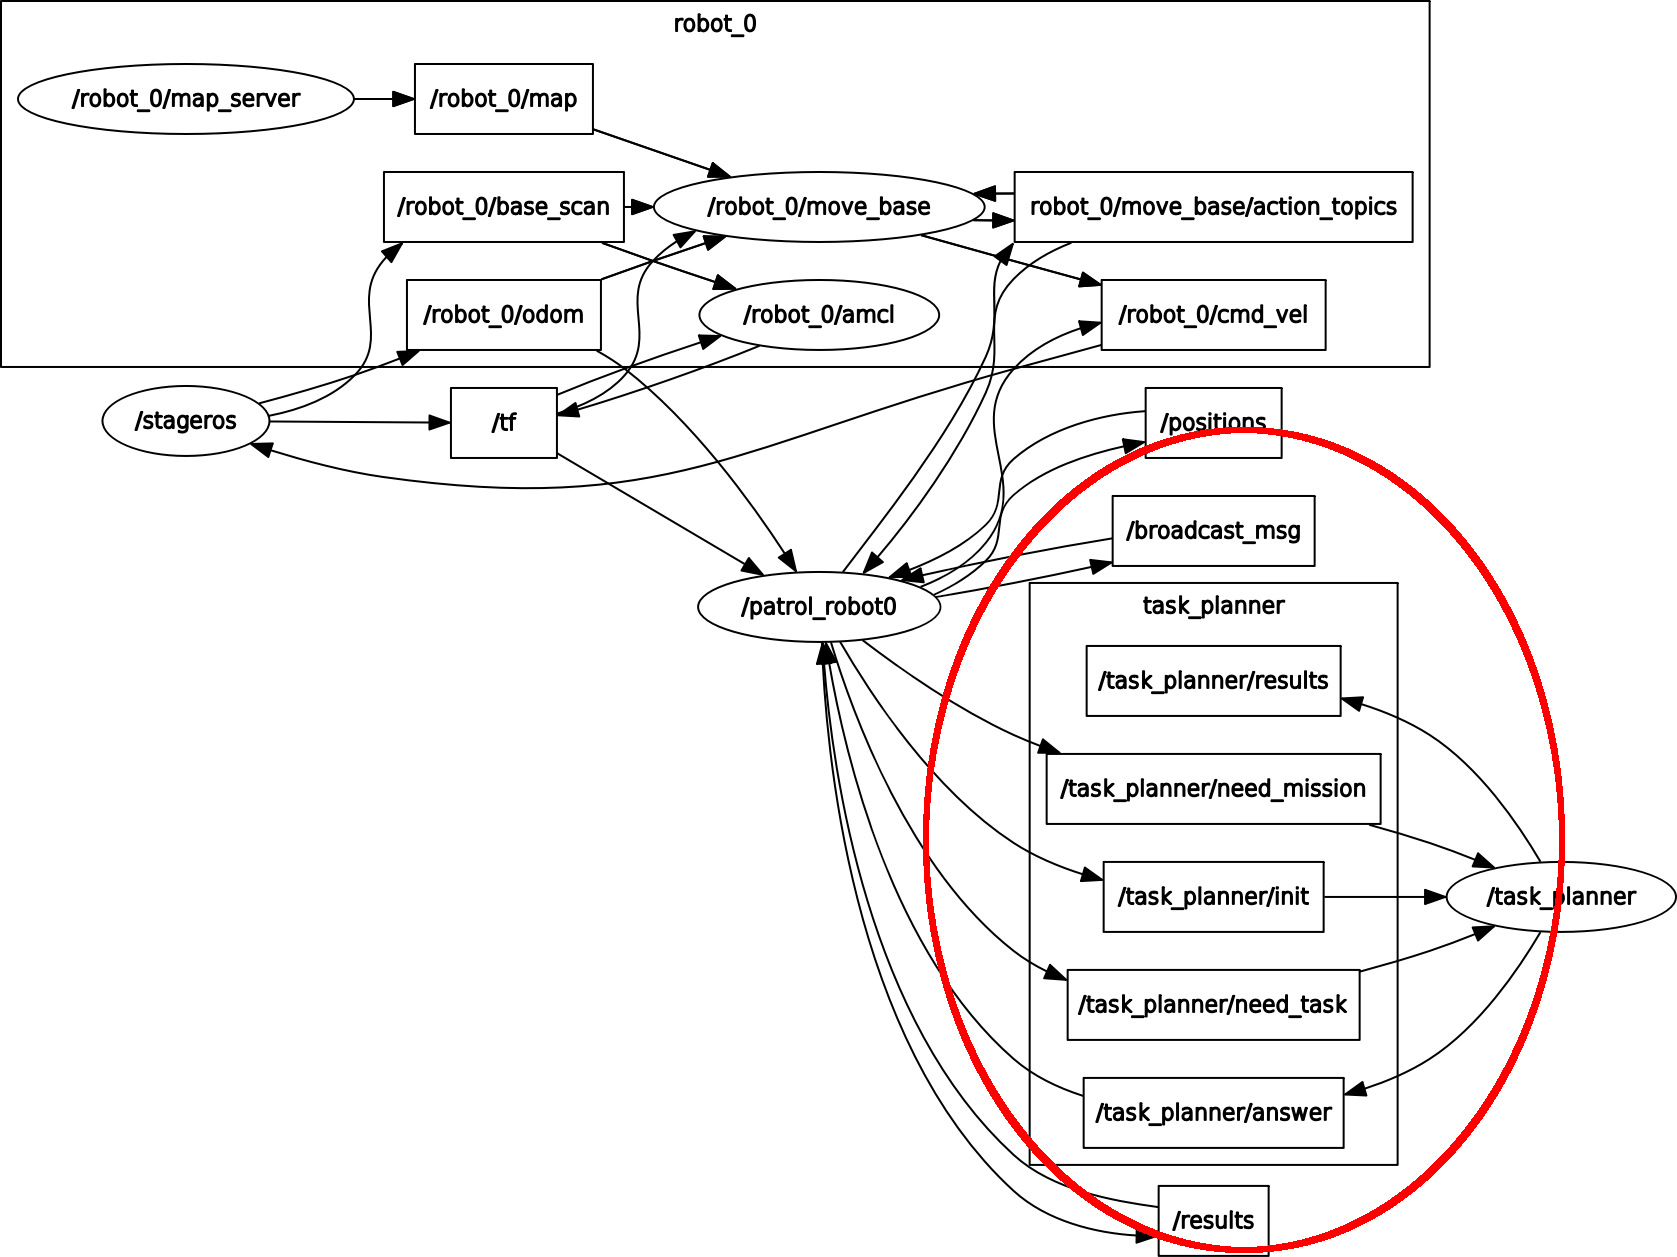 robot_0
/robot_0/map_server
/robot_0/map
/robot_0/base_scan
/robot_0/move_base
robot_0/move_base/action_topics
/robot_0/odom
/robot_0/amcl
/robot_0/cmd_vel
/stageros
/tf
/positions
/broadcast_msg
/patrol_robot0
task_planner
/task_planner/results
/task_planner/need_mission
/task_planner/init
/task_planner
/task_planner/need_task
/task_planner/answer
/results